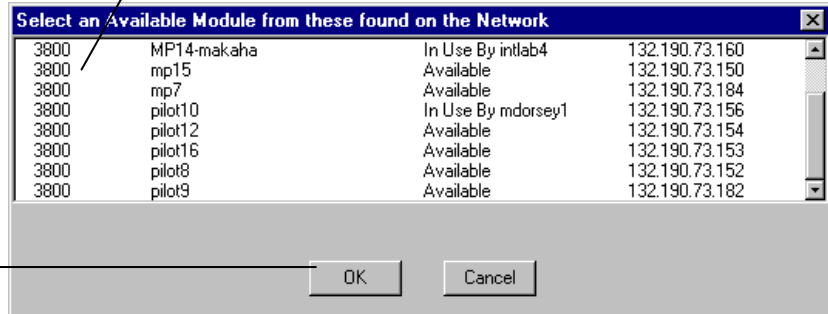 Select an Available Module from these found on the Network
3800 MP14-makaha In Use By intlab4 132.190.73.160
3800 mp15 Available 132.190.73.150
3800 mp7 Available 132.190.73.184
3800 pilot10 In Use By mdorsey1 132.190.73.156
3800 pilot12 Available 132.190.73.154
3800 pilot16 Available 132.190.73.153
3800 pilot8 Available 132.190.73.152
3800 pilot9 Available 132.190.73.182
OK Cancel